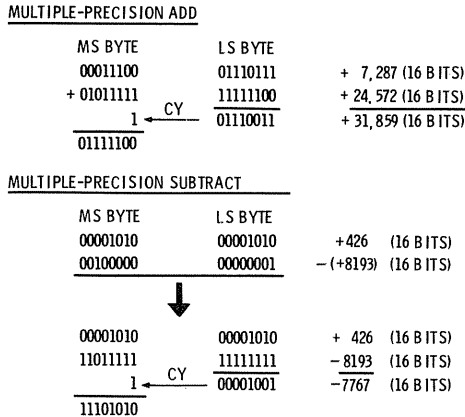 MULTIPLE-PRECISION ADD
MS BYTE LS BYTE
00011100 01110111 + 7,287 (16 BITS)
+ 01011111 11111100 + 24,572 (16 BITS)
1 CY 01110011 + 31,859 (16 BITS)
01111100
MULTIPLE-PRECISION SUBTRACT
MS BYTE LS BYTE
00001010 00001010 +426 (16 BITS)
00100000 00000001 -(+8193) (16 BITS)
00001010 00001010 + 426 (16 BITS)
11011111 11111111 -8193 (16 BITS)
1 CY 00001001 -7767 (16 BITS)
11101010